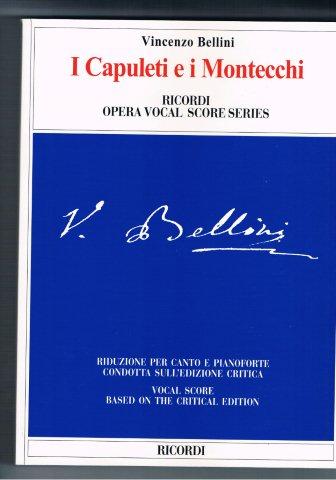 Vincenzo Bellini
I Capuleti e i Montecchi
RICORDI
OPERA VOCAL SCORE SERIES
V. Bellini
RIDUZIONE PER CANTO E PIANOFORTE
CONDOTTA SULL'EDIZIONE CRITICA
VOCAL SCORE
BASED ON THE CRITICAL EDITION
RICORDI